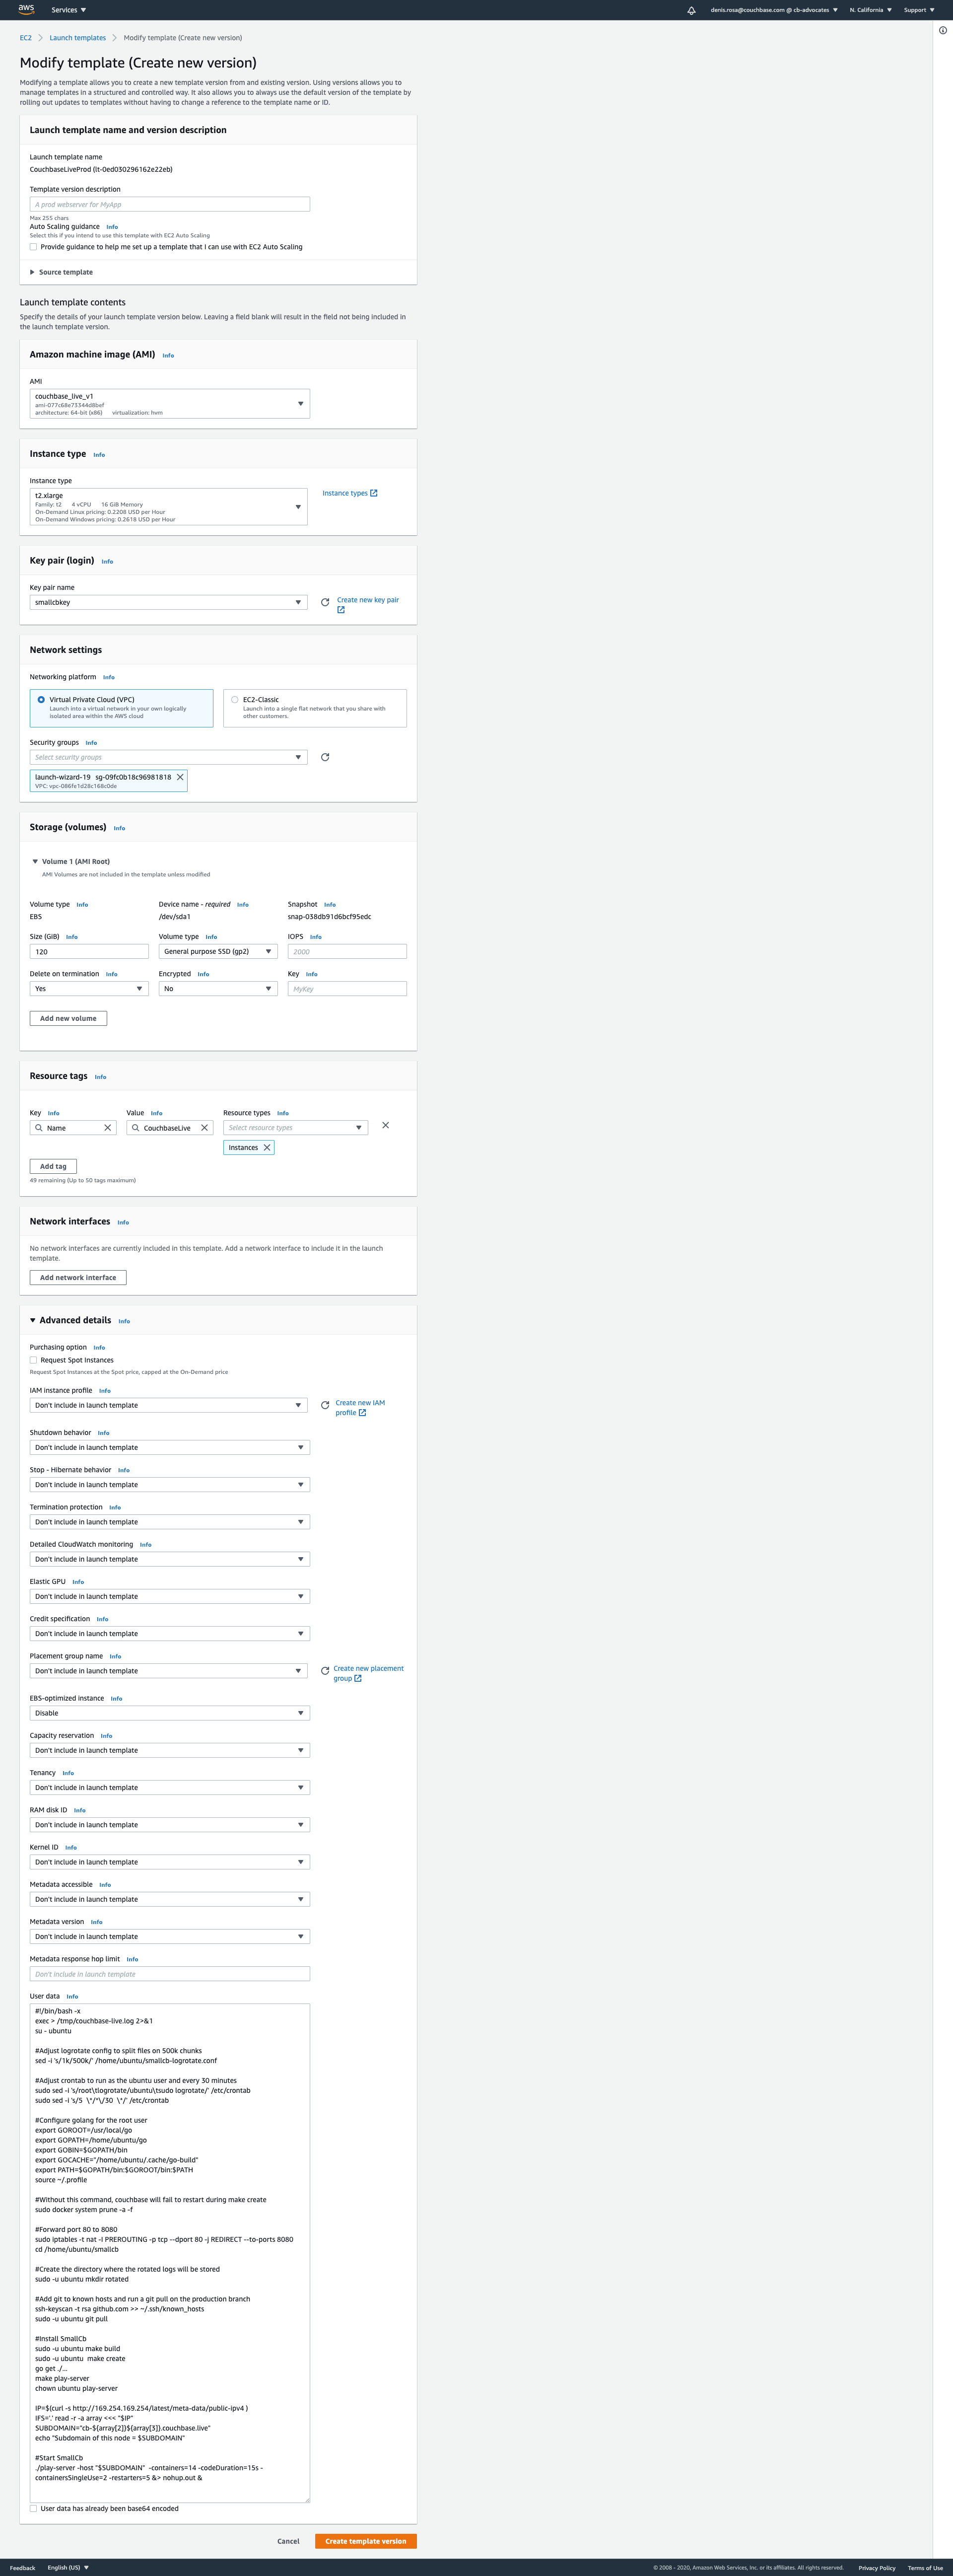 aws
Services
denis.rosa@couchbase.com @ cb-advocates
N. California
Support
EC2
Launch templates
Modify template (Create new version)
Modify template (Create new version)
Modifying a template allows you to create a new template version from and existing version. Using versions allows you to
manage templates in a structured and controlled way. It also allows you to always use the default version of the template by
rolling out updates to templates without having to change a reference to the template name or ID.
Launch template name and version description
Launch template name
CouchbaseLiveProd (lt-0ed030296162e22eb)
Template version description
A prod webserver for MyApp
Max 255 chars
Auto Scaling guidance Info
Select this if you intend to use this template with EC2 Auto Scaling
Provide guidance to help me set up a template that I can use with EC2 Auto Scaling
Source template
Launch template contents
Specify the details of your launch template version below. Leaving a field blank will result in the field not being included in
the launch template version.
Amazon machine image (AMI) Info
AMI
couchbase_live_v1
ami-077c68e73344d8bef
architecture: 64-bit (x86) virtualization: hvm
Instance type Info
Instance type
t2.xlarge
Family: t2 4 vCPU 16 GiB Memory
On-Demand Linux pricing: 0.2208 USD per Hour
On-Demand Windows pricing: 0.2618 USD per Hour
Instance types
Key pair (login) Info
Key pair name
smallcbkey
Create new key pair
Network settings
Networking platform Info
Virtual Private Cloud (VPC)
Launch into a virtual network in your own logically
isolated area within the AWS cloud
EC2-Classic
Launch into a single flat network that you share with
other customers.
Security groups Info
Select security groups
launch-wizard-19 sg-09fc0b18c96981818
VPC: vpc-086fe1d28c168c0de
Storage (volumes) Info
Volume 1 (AMI Root)
AMI Volumes are not included in the template unless modified
Volume type Info
Device name - required Info
Snapshot Info
EBS
/dev/sda1
snap-038db91d6bcf95edc
Size (GiB) Info
Volume type Info
IOPS Info
120
General purpose SSD (gp2)
2000
Delete on termination Info
Encrypted Info
Key Info
Yes
No
MyKey
Add new volume
Resource tags Info
Key Info
Value Info
Resource types Info
Name
CouchbaseLive
Select resource types
Instances
Add tag
49 remaining (Up to 50 tags maximum)
Network interfaces Info
No network interfaces are currently included in this template. Add a network interface to include it in the launch
template.
Add network interface
Advanced details Info
Purchasing option Info
Request Spot Instances
Request Spot Instances at the Spot price, capped at the On-Demand price
IAM instance profile Info
Don't include in launch template
Create new IAM
profile
Shutdown behavior Info
Don't include in launch template
Stop - Hibernate behavior Info
Don't include in launch template
Termination protection Info
Don't include in launch template
Detailed CloudWatch monitoring Info
Don't include in launch template
Elastic GPU Info
Don't include in launch template
Credit specification Info
Don't include in launch template
Placement group name Info
Don't include in launch template
Create new placement
group
EBS-optimized instance Info
Disable
Capacity reservation Info
Don't include in launch template
Tenancy Info
Don't include in launch template
RAM disk ID Info
Don't include in launch template
Kernel ID Info
Don't include in launch template
Metadata accessible Info
Don't include in launch template
Metadata version Info
Don't include in launch template
Metadata response hop limit Info
Don't include in launch template
User data Info
#!/bin/bash -x
exec > /tmp/couchbase-live.log 2>&1
su - ubuntu
#Adjust logrotate config to split files on 500k chunks
sed -i 's/1k/500k/' /home/ubuntu/smallcb-logrotate.conf
#Adjust crontab to run as the ubuntu user and every 30 minutes
sudo sed -i 's/root\tlogrotate/ubuntu\tsudo logrotate/' /etc/crontab
sudo sed -i 's/5 \*/*\/30 \*/' /etc/crontab
#Configure golang for the root user
export GOROOT=/usr/local/go
export GOPATH=/home/ubuntu/go
export GOBIN=$GOPATH/bin
export GOCACHE="/home/ubuntu/.cache/go-build"
export PATH=$GOPATH/bin:$GOROOT/bin:$PATH
source ~/.profile
#Without this command, couchbase will fail to restart during make create
sudo docker system prune -a -f
#Forward port 80 to 8080
sudo iptables -t nat -I PREROUTING -p tcp --dport 80 -j REDIRECT --to-ports 8080
cd /home/ubuntu/smallcb
#Create the directory where the rotated logs will be stored
sudo -u ubuntu mkdir rotated
#Add git to known hosts and run a git pull on the production branch
ssh-keyscan -t rsa github.com >> ~/.ssh/known_hosts
sudo -u ubuntu git pull
#Install SmallCb
sudo -u ubuntu make build
sudo -u ubuntu  make create
go get ./...
make play-server
chown ubuntu play-server
IP=$(curl -s http://169.254.169.254/latest/meta-data/public-ipv4 )
IFS='.' read -r -a array <<< "$IP"
SUBDOMAIN="cb-${array[2]}${array[3]}.couchbase.live"
echo "Subdomain of this node = $SUBDOMAIN"
#Start SmallCb
./play-server -host "$SUBDOMAIN"  -containers=14 -codeDuration=15s -
containersSingleUse=2 -restarters=5 &> nohup.out &
User data has already been base64 encoded
Cancel
Create template version
Feedback
English (US)
© 2008 - 2020, Amazon Web Services, Inc. or its affiliates. All rights reserved.
Privacy Policy
Terms of Use